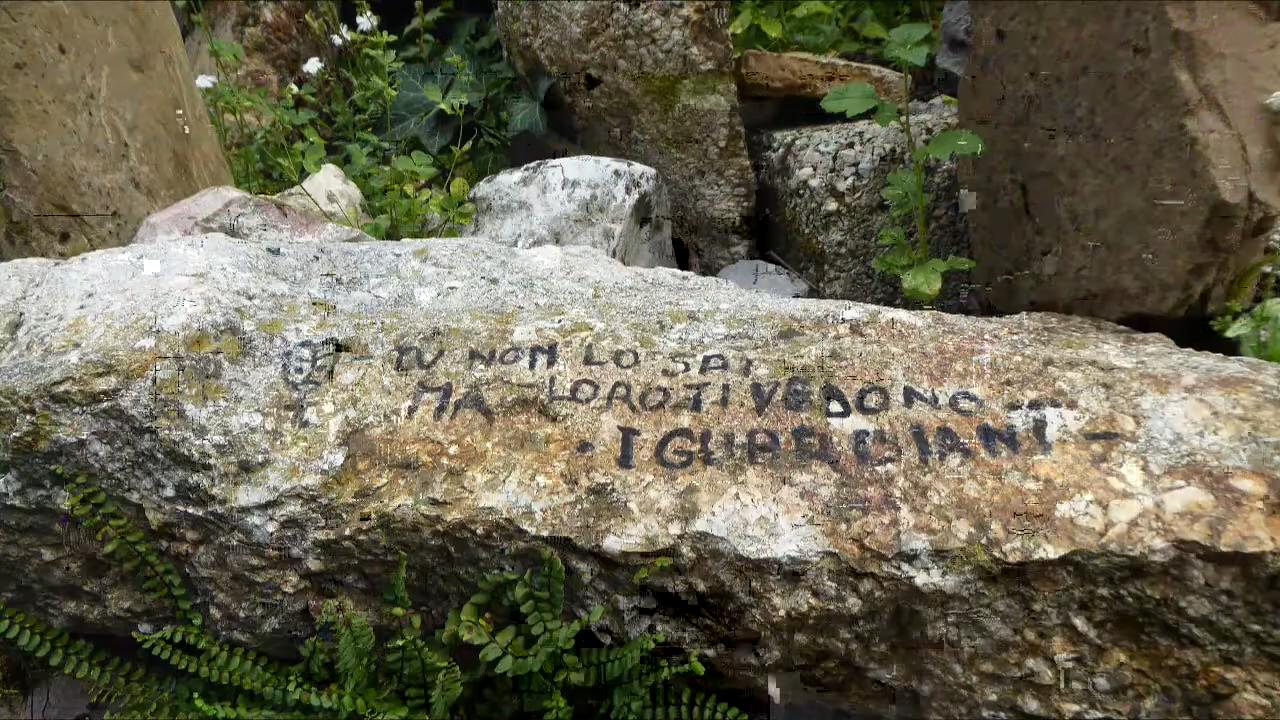 - TU NON LO SAI
MA - LORO TI VEDONO ---
. I GUARDIANI -